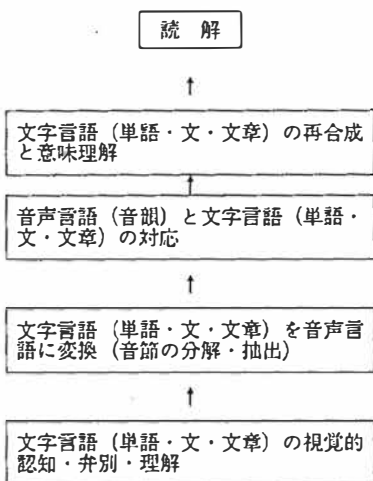 読 解
↑
文字言語（単語・文・文章）の再合成
と意味理解
↑
音声言語（音韻）と文字言語（単語・
文・文章）の対応
↑
文字言語（単語・文・文章）を音声言
語に変換（音節の分解・抽出）
↑
文字言語（単語・文・文章）の視覚的
認知・弁別・理解